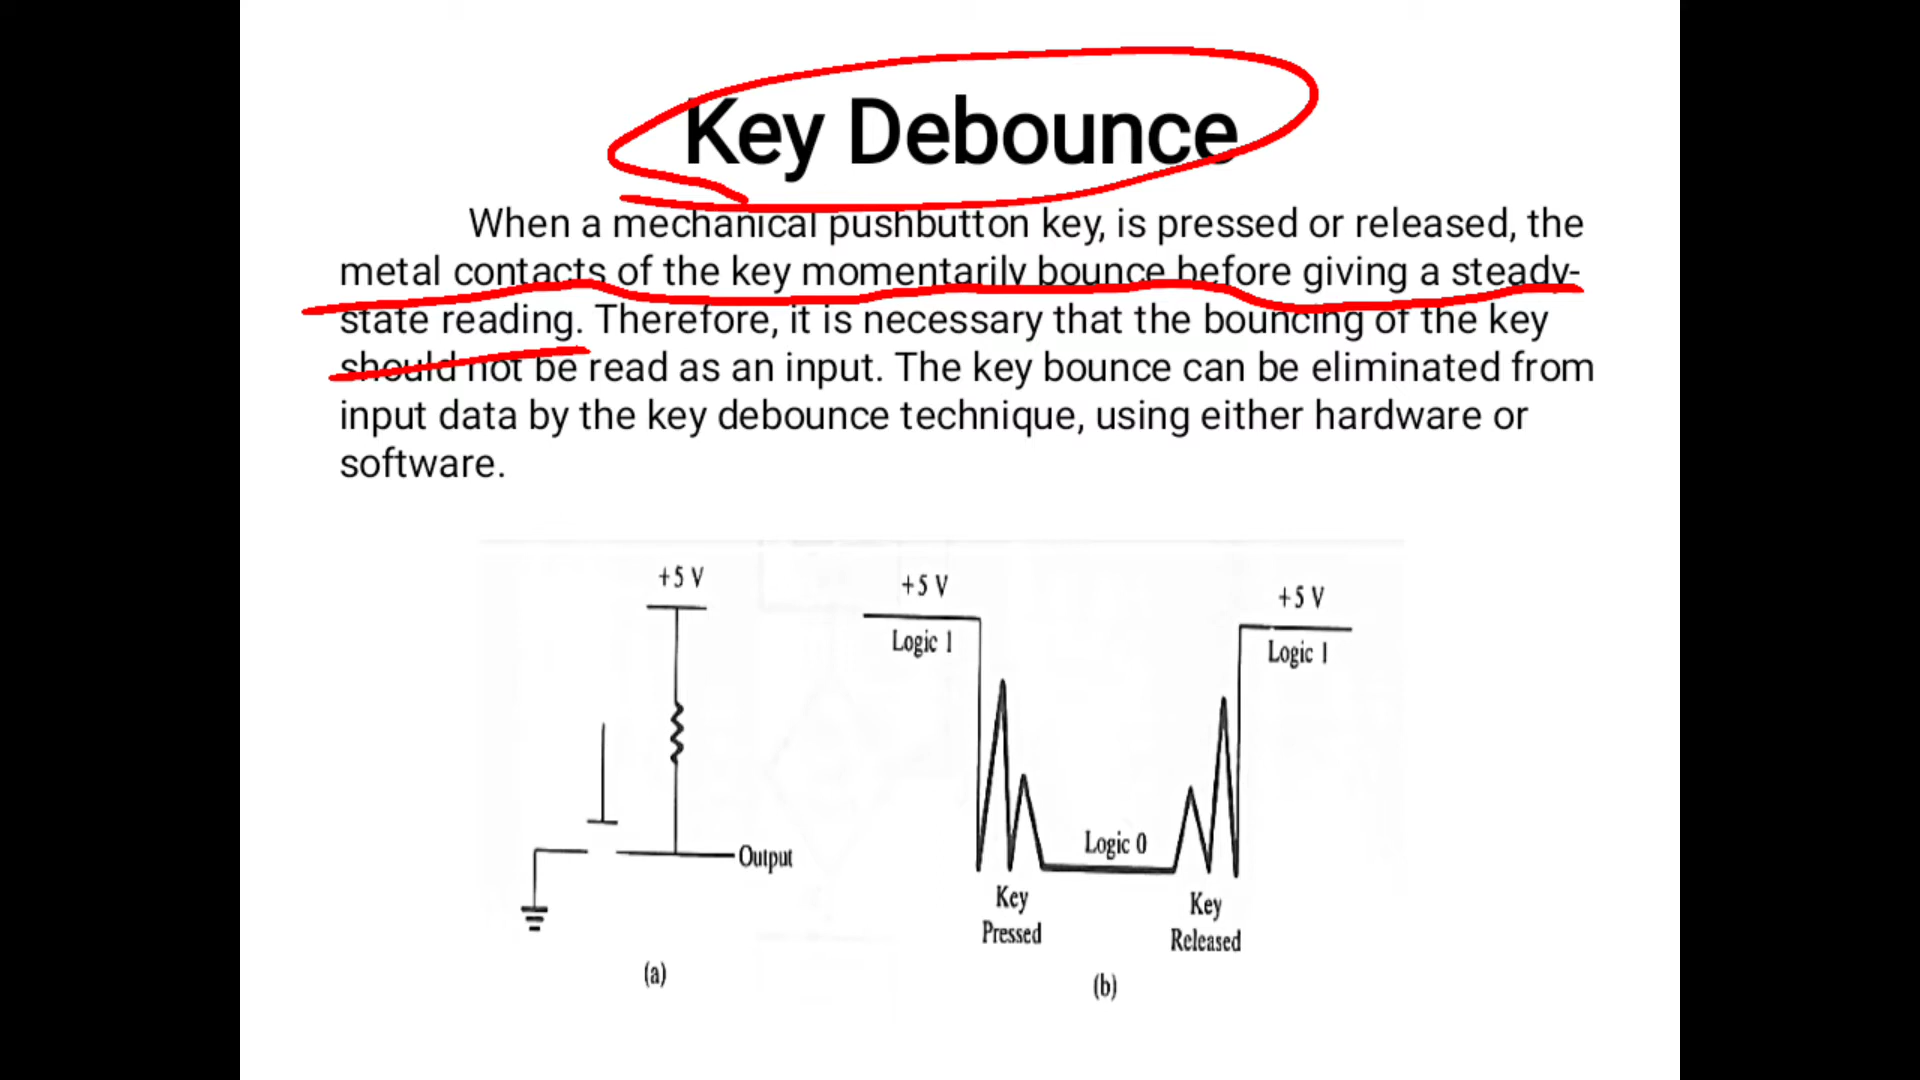 Key Debounce
When a mechanical pushbutton key, is pressed or released, the
metal contacts of the key momentarily bounce before giving a steady-
state reading. Therefore, it is necessary that the bouncing of the key
should not be read as an input. The key bounce can be eliminated from
input data by the key debounce technique, using either hardware or
software.
+5 V
Output
(a)
+5 V
Logic 1
Logic 0
+5 V
Logic 1
Key
Pressed
Key
Released
(b)